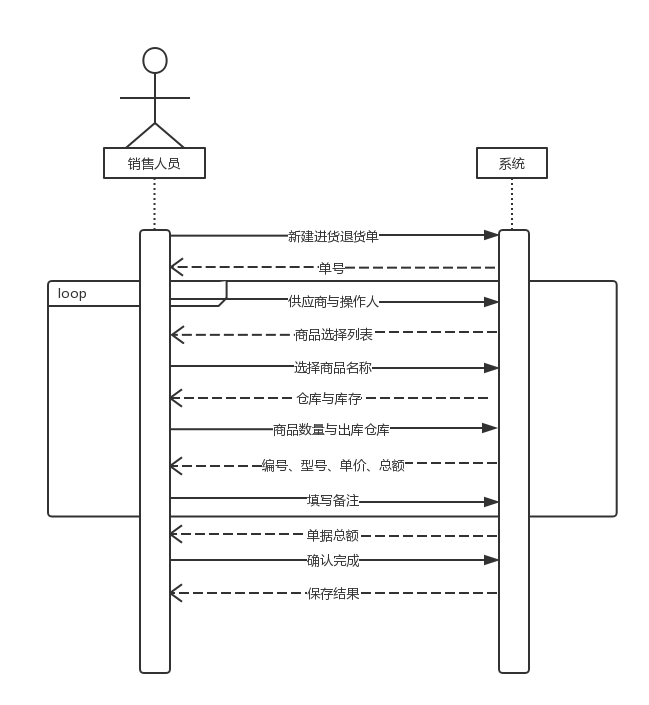 销售人员
系统
新建进货退货单
单号
loop
供应商与操作人
商品选择列表
选择商品名称
仓库与库存
商品数量与出库仓库
编号、型号、单价、总额
填写备注
单据总额
确认完成
保存结果